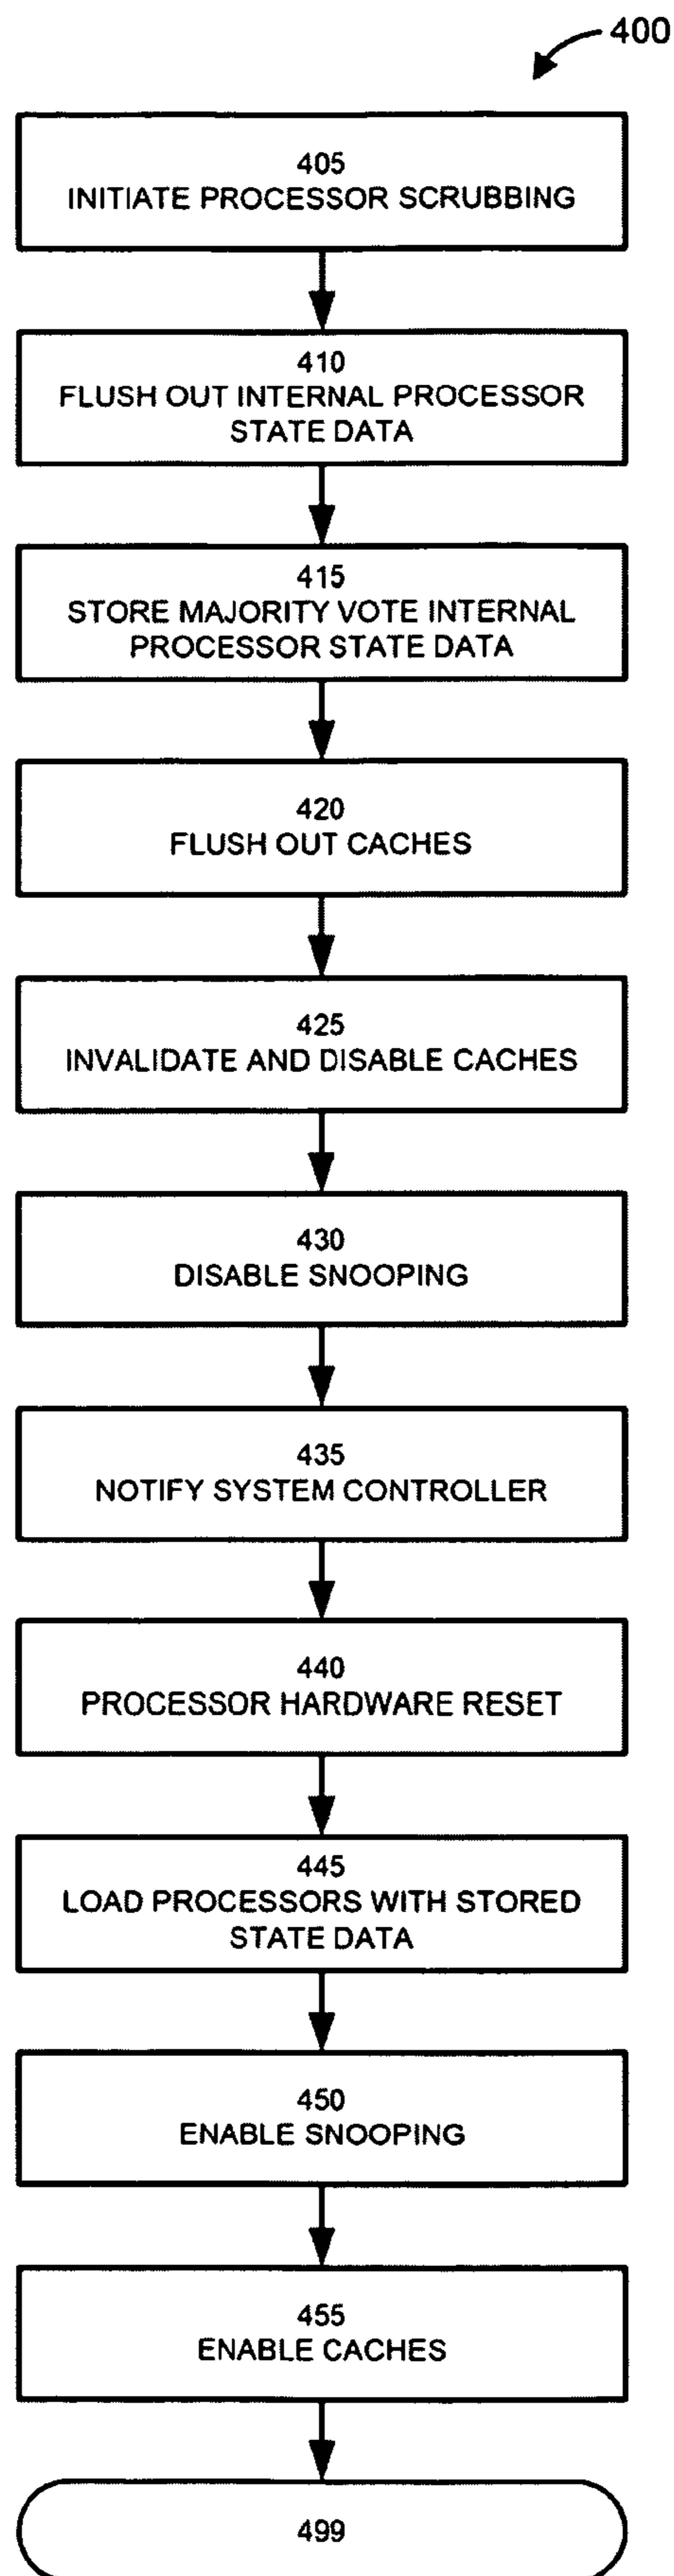 400
405
INITIATE PROCESSOR SCRUBBING
410
FLUSH OUT INTERNAL PROCESSOR
STATE DATA
415
STORE MAJORITY VOTE INTERNAL
PROCESSOR STATE DATA
420
FLUSH OUT CACHES
425
INVALIDATE AND DISABLE CACHES
430
DISABLE SNOOPING
435
NOTIFY SYSTEM CONTROLLER
440
PROCESSOR HARDWARE RESET
445
LOAD PROCESSORS WITH STORED
STATE DATA
450
ENABLE SNOOPING
455
ENABLE CACHES
499